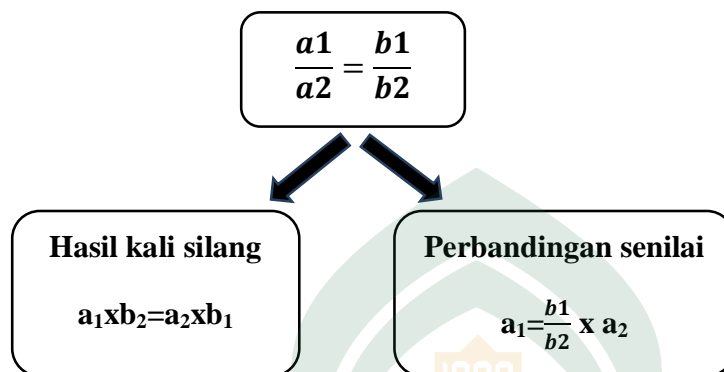 a1/a2 = b1/b2
Hasil kali silang
a₁xb₂=a₂xb₁
Perbandingan senilai
a₁=b1/b2 x a₂